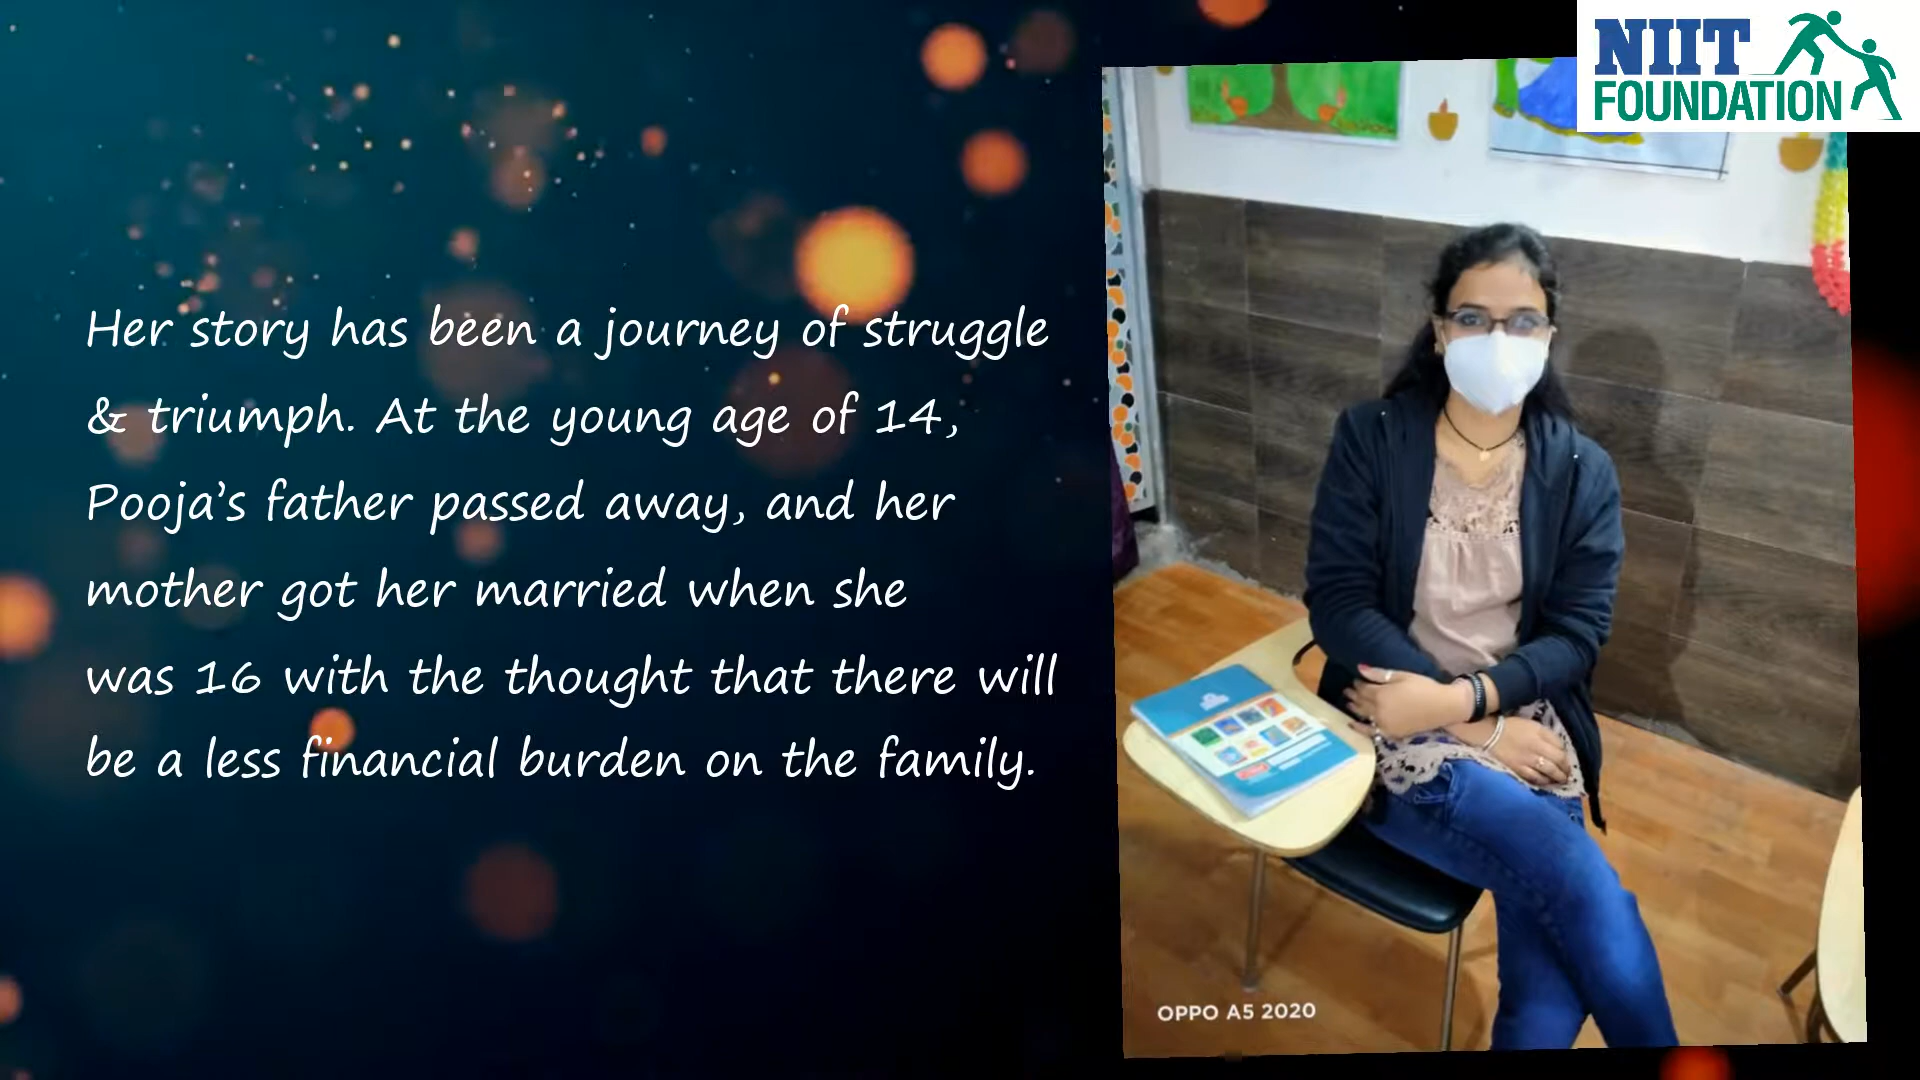 NIIT
FOUNDATION
Her story has been a journey of struggle
& triumph. At the young age of 14,
Pooja's father passed away, and her
mother got her married when she
was 16 with the thought that there will
be a less financial burden on the family.
OPPO A5 2020